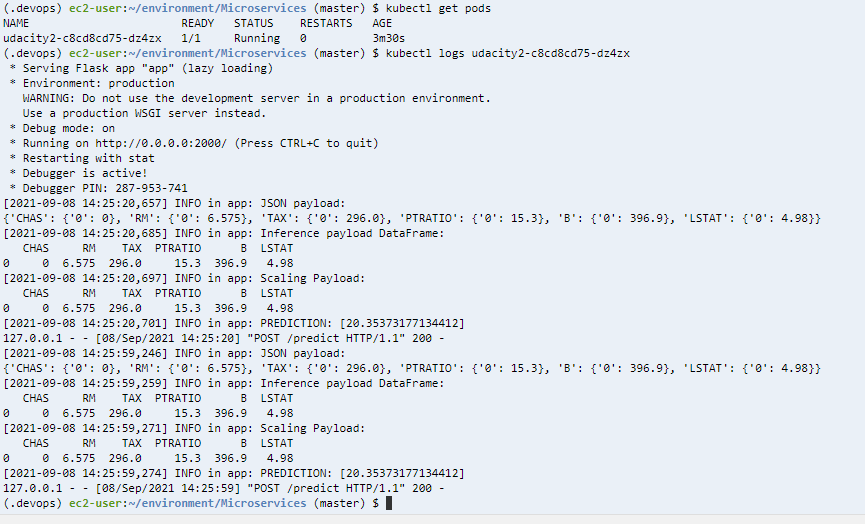 (.devops) ec2-user:~/environment/Microservices (master) $ kubectl get pods
NAME                       READY   STATUS    RESTARTS   AGE
udacity2-c8cd8cd75-dz4zx   1/1     Running   0          3m30s
(.devops) ec2-user:~/environment/Microservices (master) $ kubectl logs udacity2-c8cd8cd75-dz4zx
 * Serving Flask app "app" (lazy loading)
 * Environment: production
   WARNING: Do not use the development server in a production environment.
   Use a production WSGI server instead.
 * Debug mode: on
 * Running on http://0.0.0.0:2000/ (Press CTRL+C to quit)
 * Restarting with stat
 * Debugger is active!
 * Debugger PIN: 287-953-741
[2021-09-08 14:25:20,657] INFO in app: JSON payload:
{'CHAS': {'0': 0}, 'RM': {'0': 6.575}, 'TAX': {'0': 296.0}, 'PTRATIO': {'0': 15.3}, 'B': {'0': 396.9}, 'LSTAT': {'0': 4.98}}
[2021-09-08 14:25:20,685] INFO in app: Inference payload DataFrame:
   CHAS     RM    TAX  PTRATIO      B  LSTAT
0     0  6.575  296.0     15.3  396.9   4.98
[2021-09-08 14:25:20,697] INFO in app: Scaling Payload:
   CHAS     RM    TAX  PTRATIO      B  LSTAT
0     0  6.575  296.0     15.3  396.9   4.98
[2021-09-08 14:25:20,701] INFO in app: PREDICTION: [20.35373177134412]
127.0.0.1 - - [08/Sep/2021 14:25:20] "POST /predict HTTP/1.1" 200 -
[2021-09-08 14:25:59,246] INFO in app: JSON payload:
{'CHAS': {'0': 0}, 'RM': {'0': 6.575}, 'TAX': {'0': 296.0}, 'PTRATIO': {'0': 15.3}, 'B': {'0': 396.9}, 'LSTAT': {'0': 4.98}}
[2021-09-08 14:25:59,259] INFO in app: Inference payload DataFrame:
   CHAS     RM    TAX  PTRATIO      B  LSTAT
0     0  6.575  296.0     15.3  396.9   4.98
[2021-09-08 14:25:59,271] INFO in app: Scaling Payload:
   CHAS     RM    TAX  PTRATIO      B  LSTAT
0     0  6.575  296.0     15.3  396.9   4.98
[2021-09-08 14:25:59,274] INFO in app: PREDICTION: [20.35373177134412]
127.0.0.1 - - [08/Sep/2021 14:25:59] "POST /predict HTTP/1.1" 200 -
(.devops) ec2-user:~/environment/Microservices (master) $